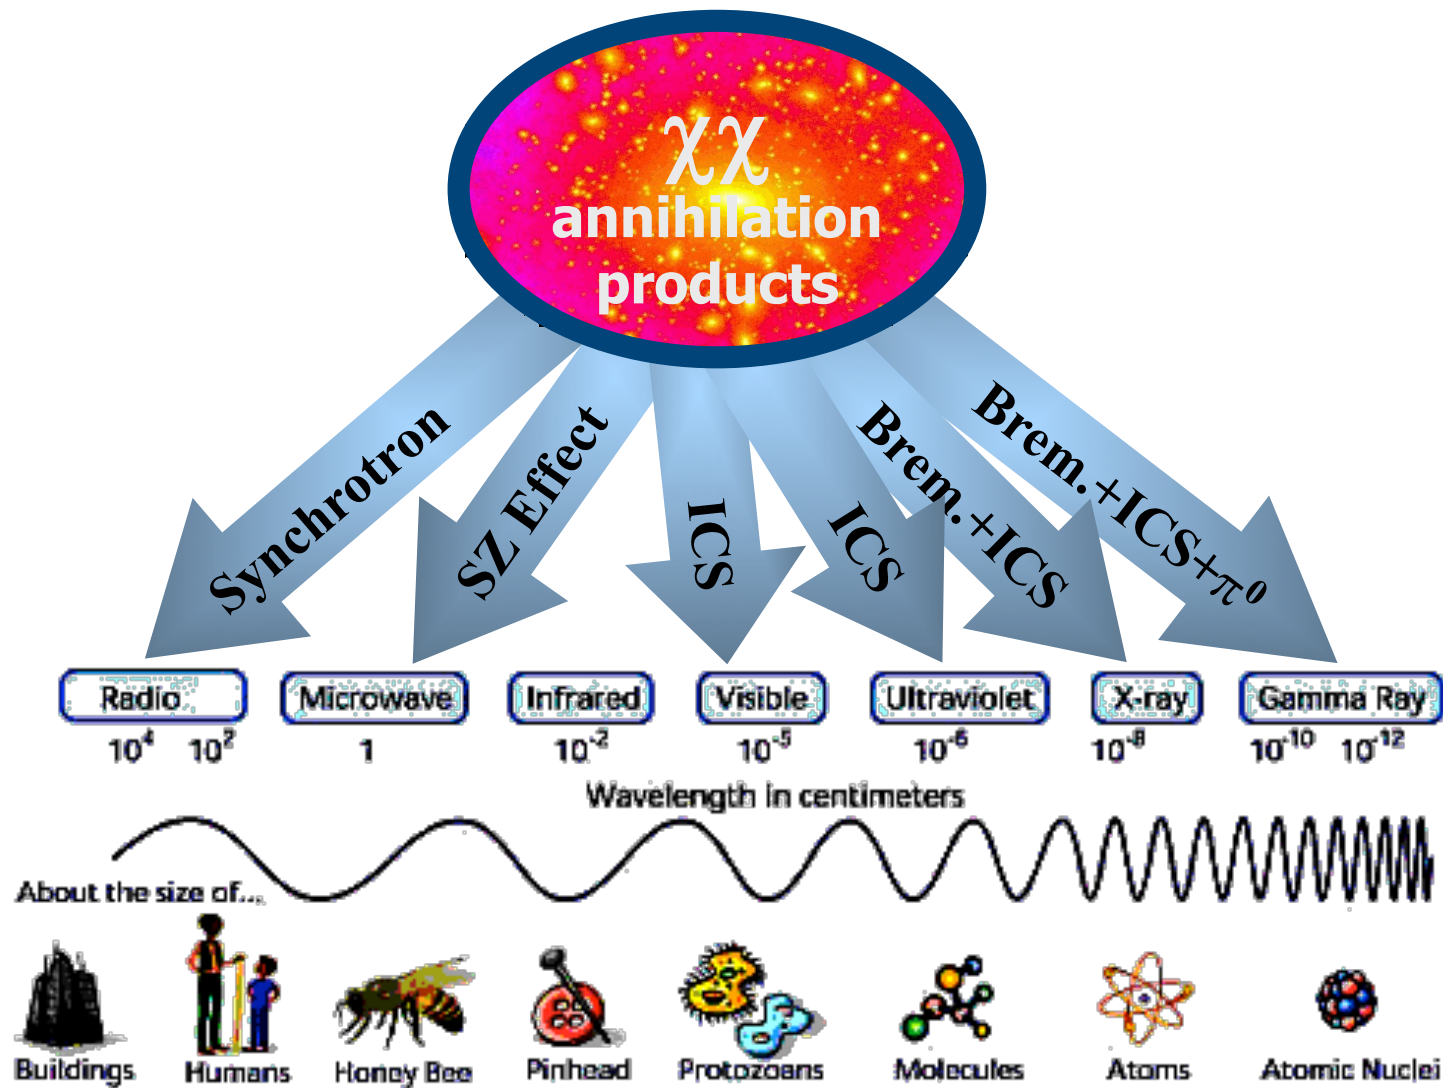 χχ
annihilation
products
Synchrotron
SZ Effect
ICS
ICS
Brem.+ICS
Brem.+ICS+π⁰
Radio
Microwave
Infrared
Visible
Ultraviolet
X-ray
Gamma Ray
10⁴ 10² 1 10⁻² 10⁻⁵ 10⁻⁶ 10⁻⁸ 10⁻¹⁰ 10⁻¹²
Wavelength in centimeters
About the size of...
Buildings
Humans
Honey Bee
Pinhead
Protozoans
Molecules
Atoms
Atomic Nuclei